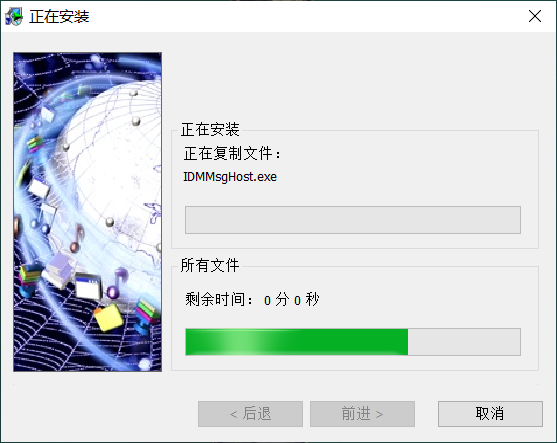 正在安装
正在安装
正在复制文件：
IDMMsgHost.exe
所有文件
剩余时间：0 分 0 秒
< 后退
前进 >
取消